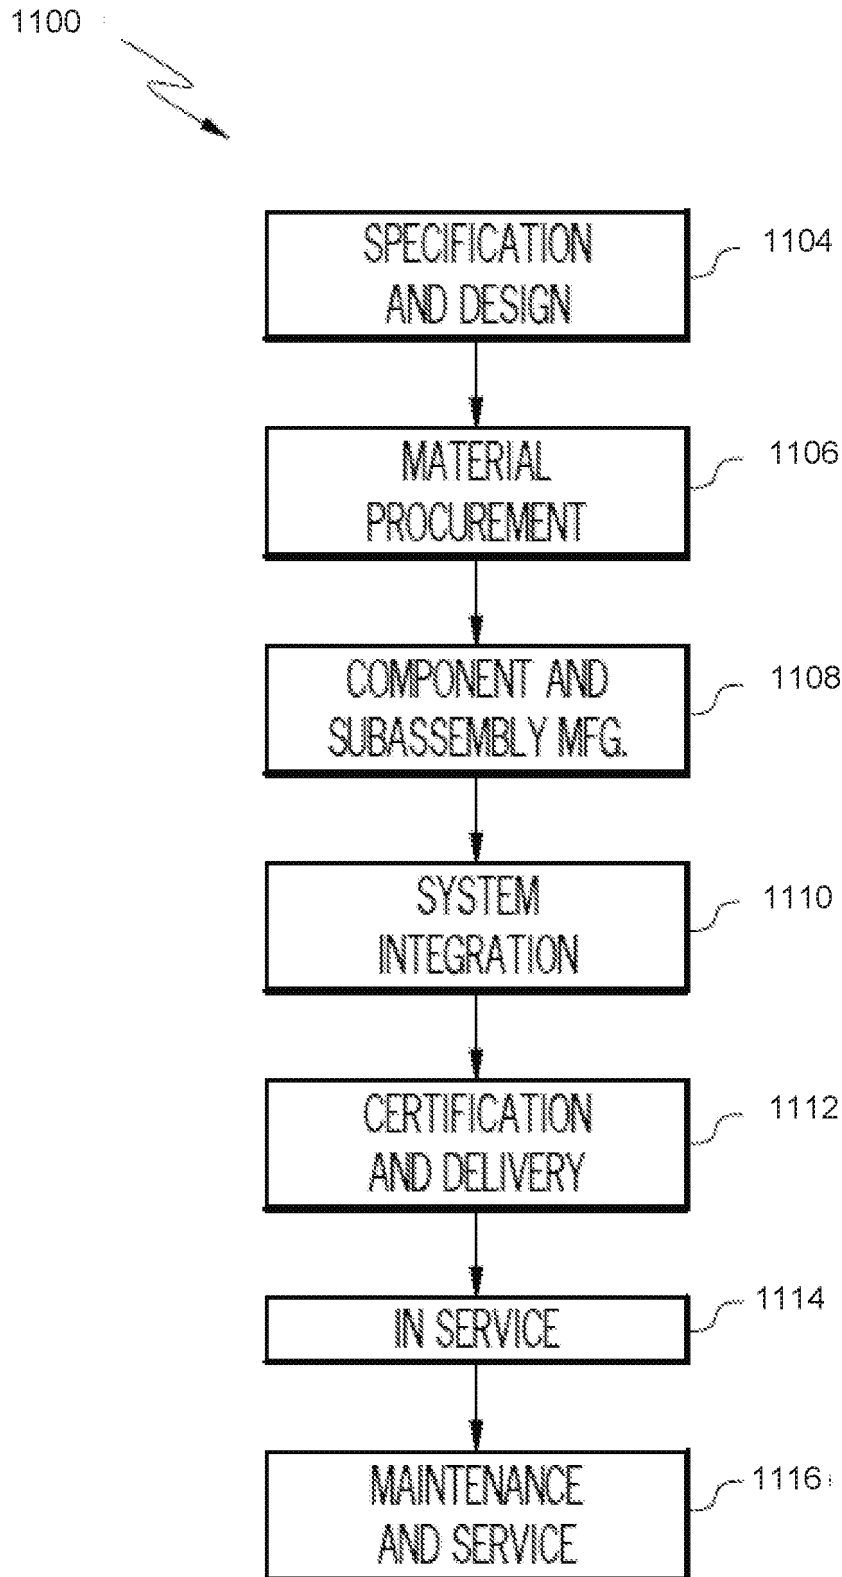 1100
SPECIFICATION
AND DESIGN
1104
MATERIAL
PROCUREMENT
1106
COMPONENT AND
SUBASSEMBLY MFG.
1108
SYSTEM
INTEGRATION
1110
CERTIFICATION
AND DELIVERY
1112
IN SERVICE
1114
MAINTENANCE
AND SERVICE
1116